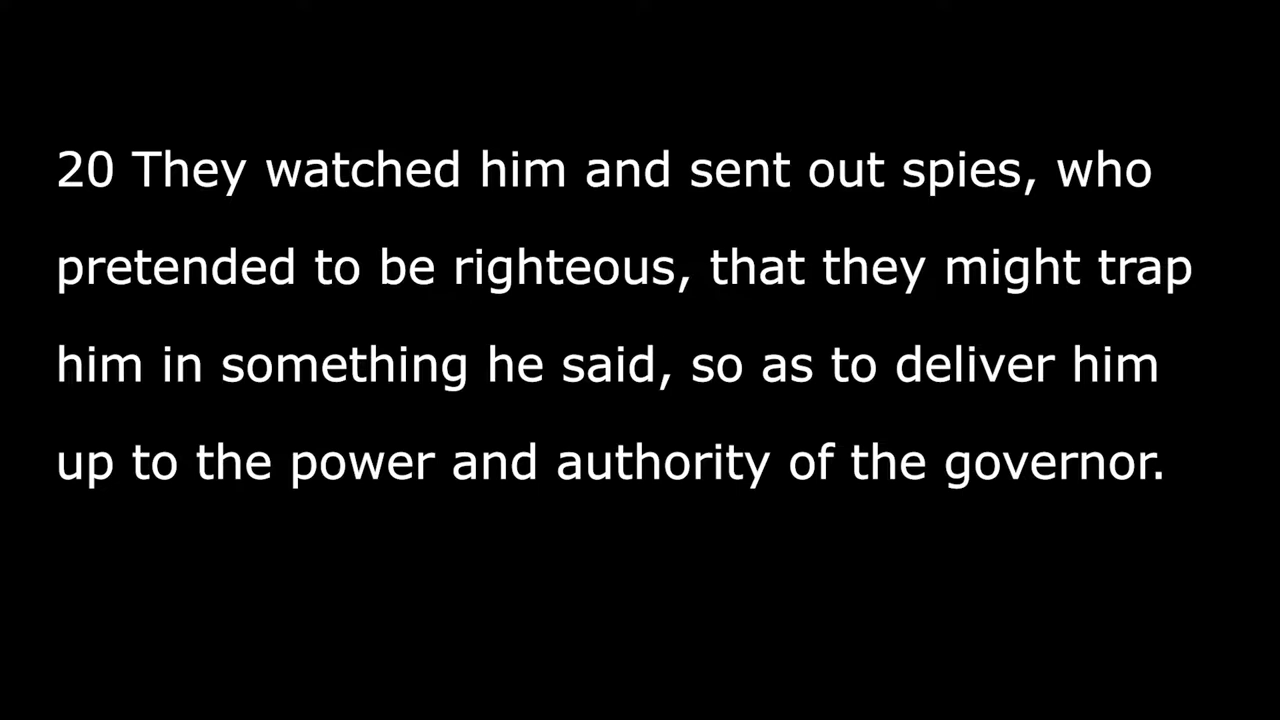 20 They watched him and sent out spies, who
pretended to be righteous, that they might trap
him in something he said, so as to deliver him
up to the power and authority of the governor.